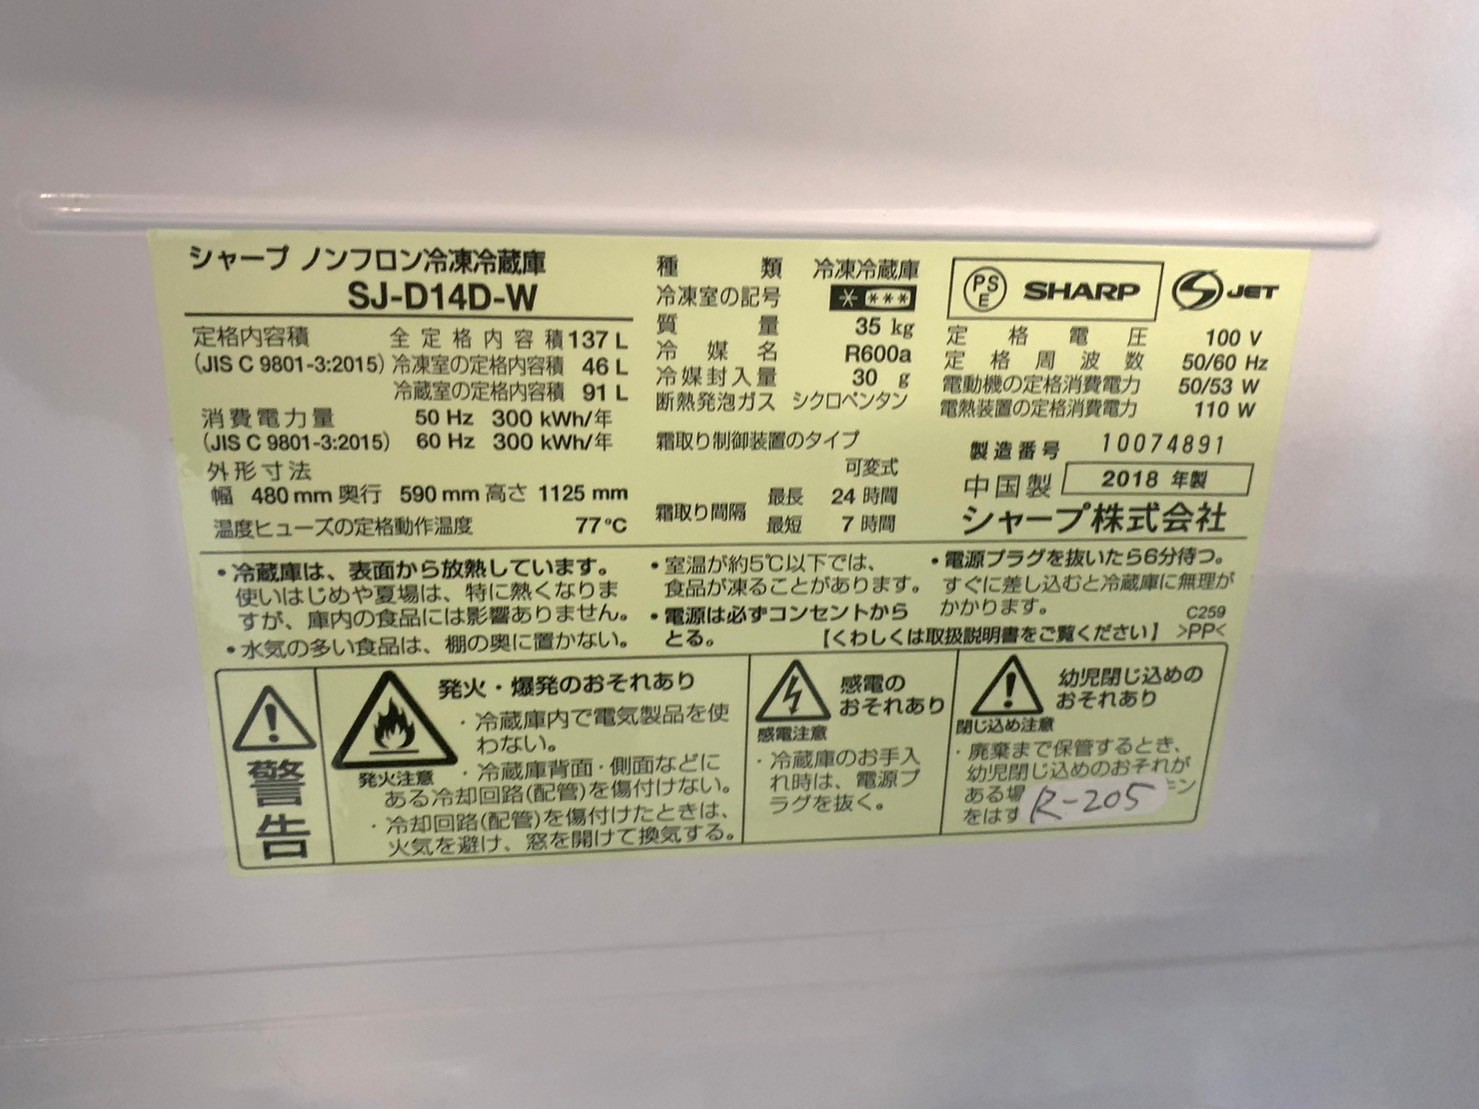 シャープ ノンフロン冷凍冷蔵庫
SJ-D14D-W
定格内容積 全定格内容積 137 L
(JIS C 9801-3:2015) 冷凍室の定格内容積 46 L
冷蔵室の定格内容積 91 L
消費電力量 50 Hz 300 kWh/年
(JIS C 9801-3:2015) 60 Hz 300 kWh/年
外形寸法
幅 480 mm 奥行 590 mm 高さ 1125 mm
温度ヒューズの定格動作温度 77℃
種類 冷凍冷蔵庫
冷凍室の記号 * ***
質量 35 kg
冷媒名 R600a
冷媒封入量 30 g
断熱発泡ガス シクロペンタン
霜取り制御装置のタイプ
可変式
霜取り間隔 最長 24 時間
最短 7 時間
PSE SHARP JET
定格電圧 100 V
定格周波数 50/60 Hz
電動機の定格消費電力 50/53 W
電熱装置の定格消費電力 110 W
製造番号 10074891
中国製 2018 年製
シャープ株式会社
・冷蔵庫は、表面から放熱しています。
使いはじめや夏場は、特に熱くなりま
すが、庫内の食品には影響ありません。
・水気の多い食品は、棚の奥に置かない。
・室温が約5℃以下では、
食品が凍ることがあります。
・電源は必ずコンセントから
とる。
・電源プラグを抜いたら6分待つ。
すぐに差し込むと冷蔵庫に無理が
かかります。
C259
【くわしくは取扱説明書をご覧ください】 >PP<
警告
発火注意
発火・爆発のおそれあり
・冷蔵庫内で電気製品を使
わない。
・冷蔵庫背面・側面などに
ある冷却回路(配管)を傷付けない。
・冷却回路(配管)を傷付けたときは、
火気を避け、窓を開けて換気する。
感電注意
感電の
おそれあり
・冷蔵庫のお手入
れ時は、電源プ
ラグを抜く。
閉じ込め注意
幼児閉じ込めの
おそれあり
・廃棄まで保管するとき、
幼児閉じ込めのおそれが
ある場
をはず
R-205